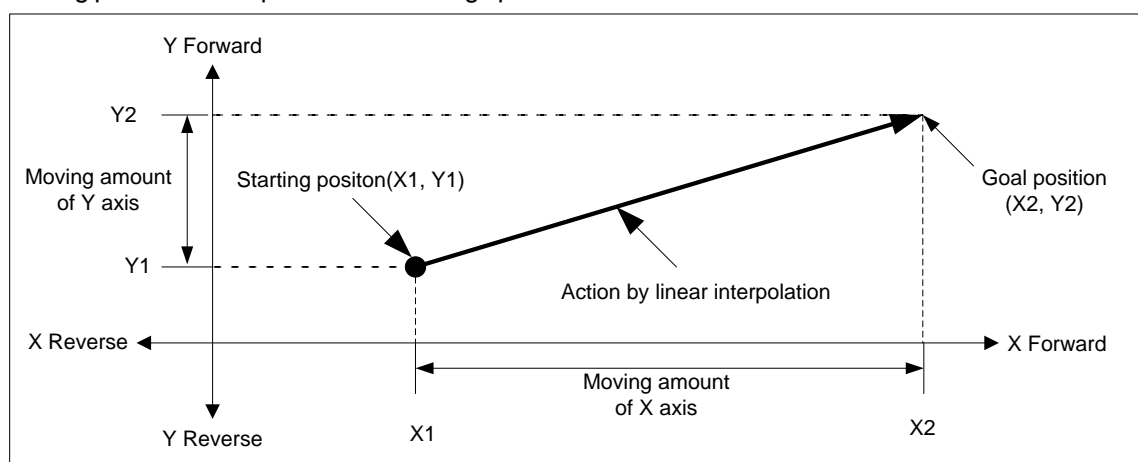 Y Forward
Y2
Moving amount
of Y axis
Starting positon(X1, Y1)
Goal position
(X2, Y2)
Y1
Action by linear interpolation
X Reverse
X Forward
Moving amount
of X axis
Y Reverse
X1
X2